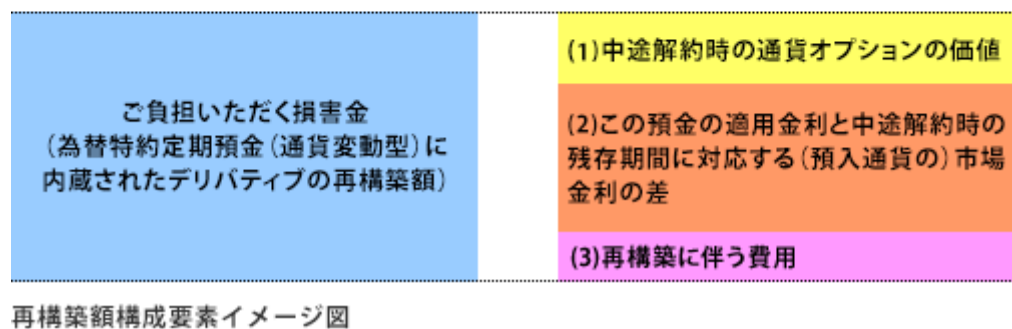 ご負担いただく損害金
（為替特約定期預金（通貨変動型）に
内蔵されたデリバティブの再構築額）
(1)中途解約時の通貨オプションの価値
(2)この預金の適用金利と中途解約時の
残存期間に対応する（預入通貨の）市場
金利の差
(3)再構築に伴う費用
再構築額構成要素イメージ図